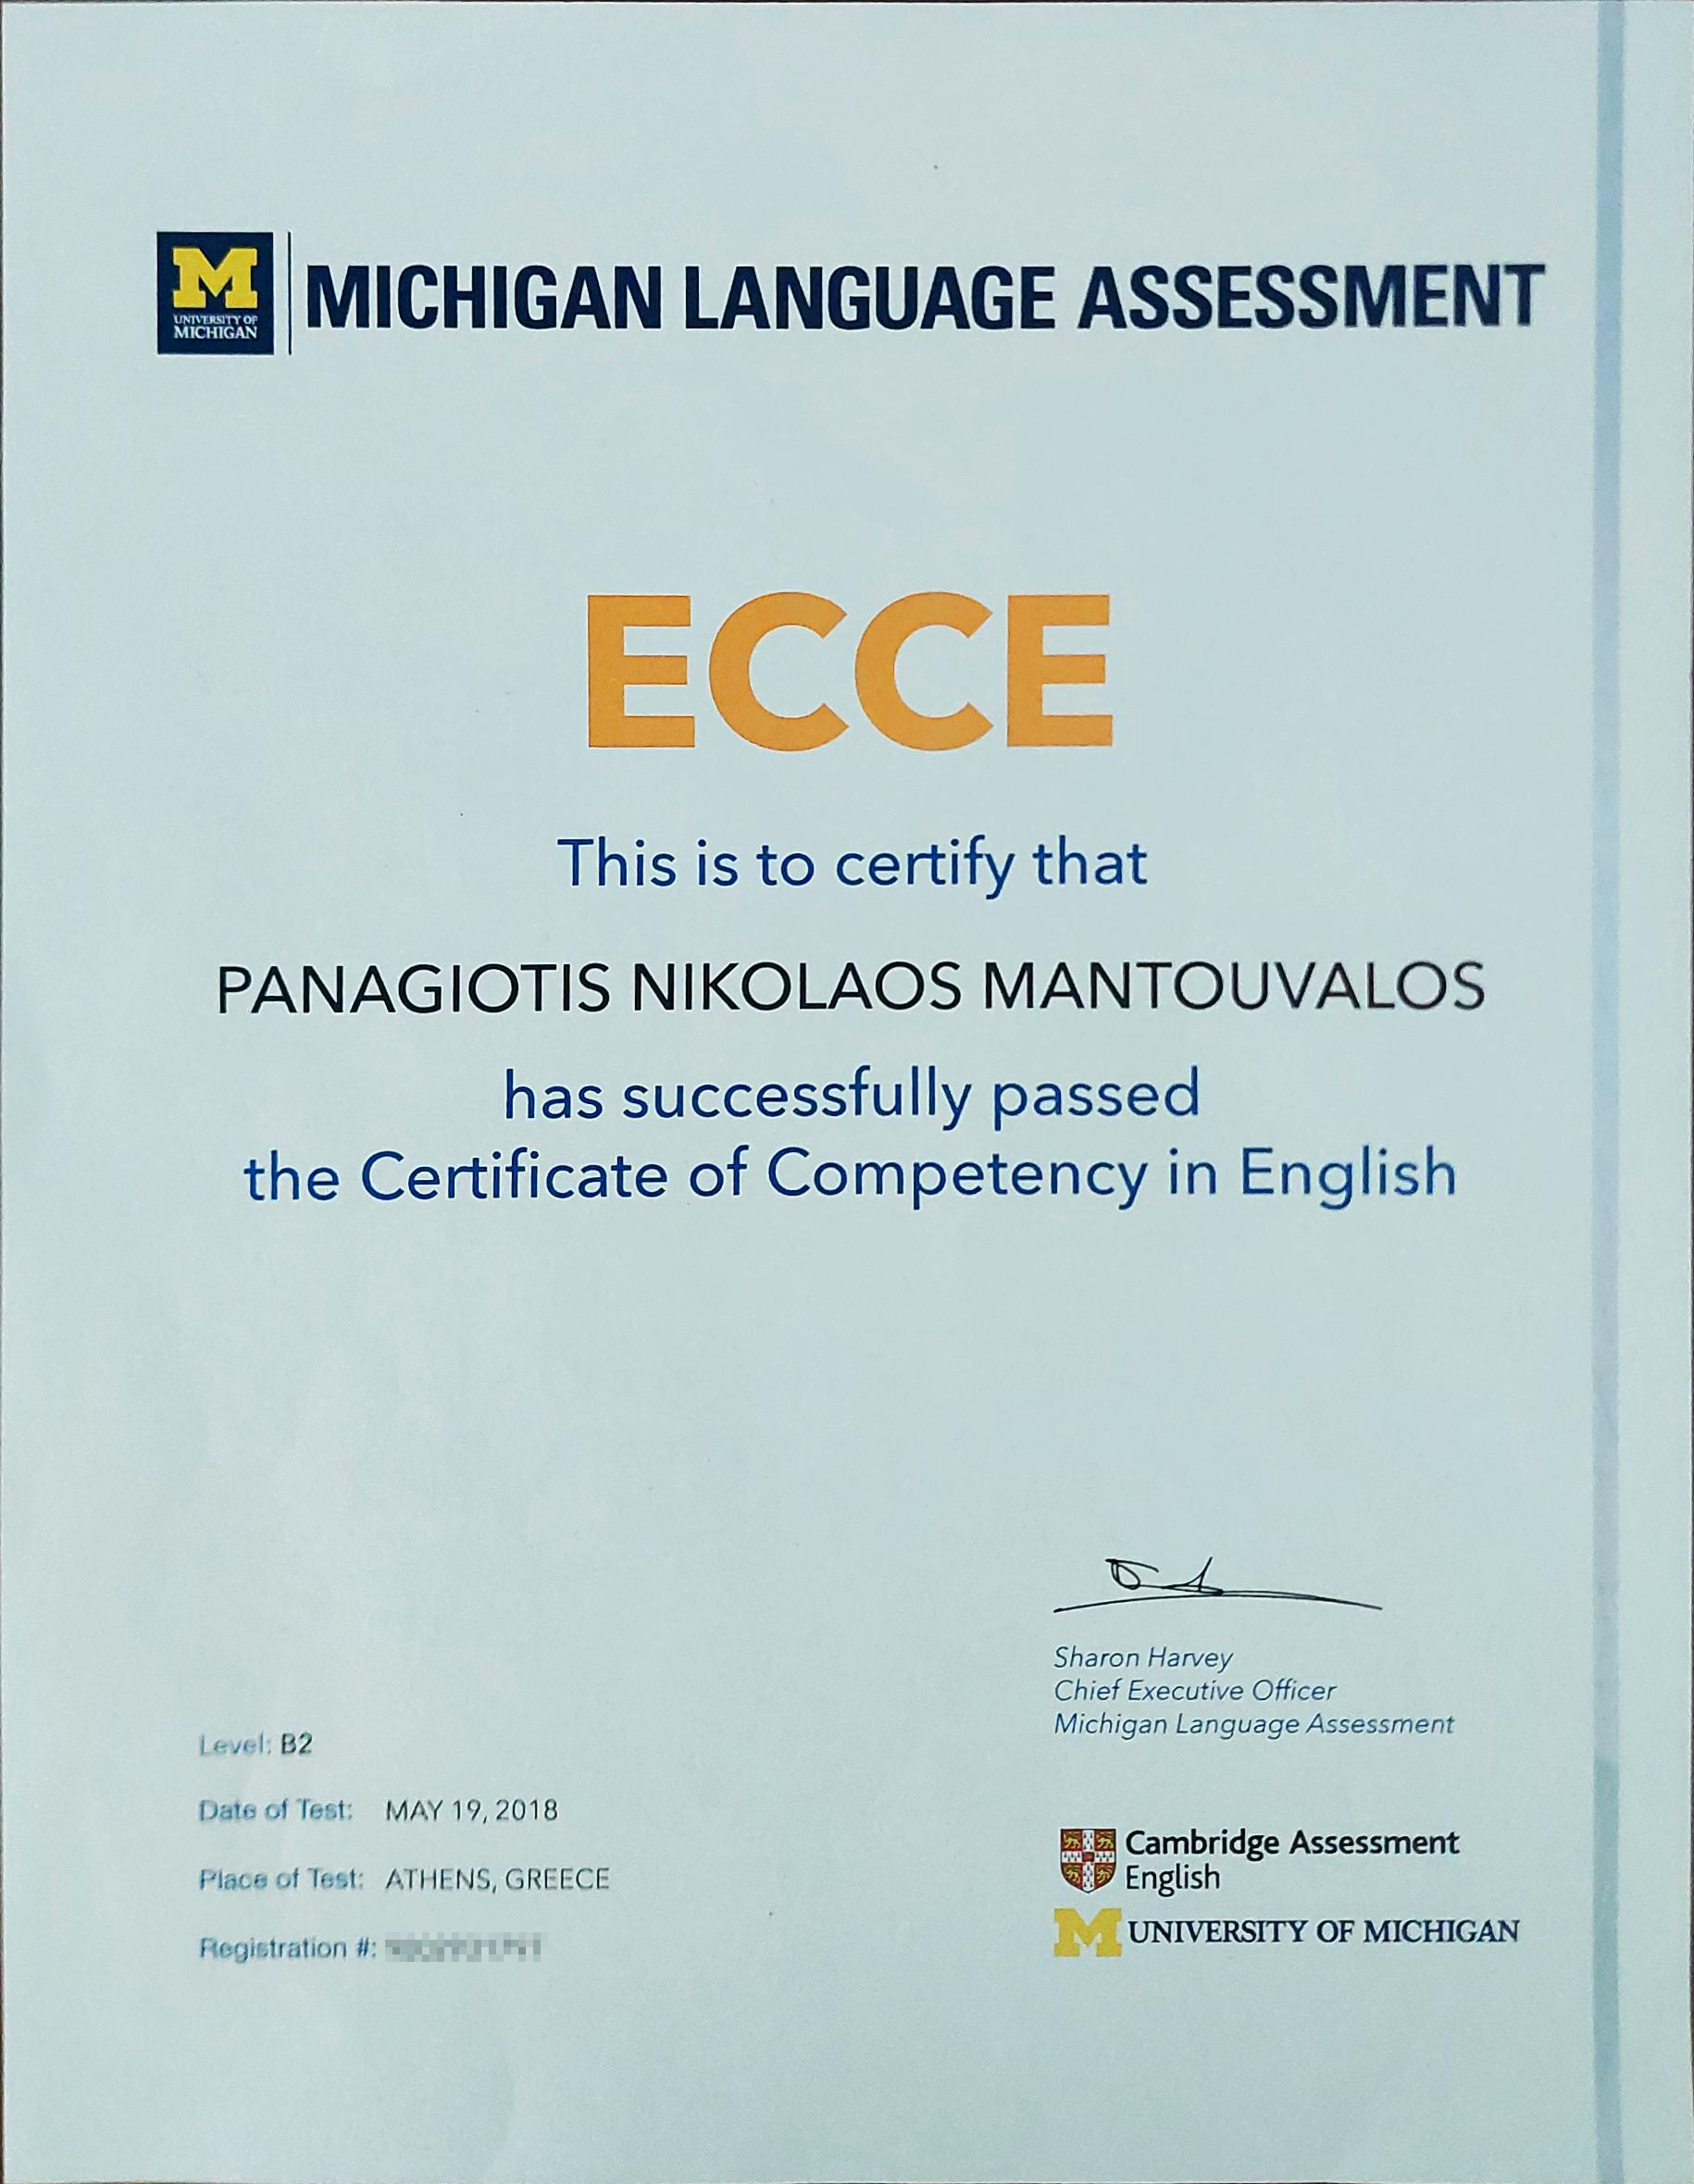 M
UNIVERSITY OF
MICHIGAN
MICHIGAN LANGUAGE ASSESSMENT
ECCE
This is to certify that
PANAGIOTIS NIKOLAOS MANTOUVALOS
has successfully passed
the Certificate of Competency in English
Sharon Harvey
Chief Executive Officer
Michigan Language Assessment
Level: B2
Date of Test: MAY 19, 2018
Place of Test: ATHENS, GREECE
Registration #:
Cambridge Assessment
English
M UNIVERSITY OF MICHIGAN